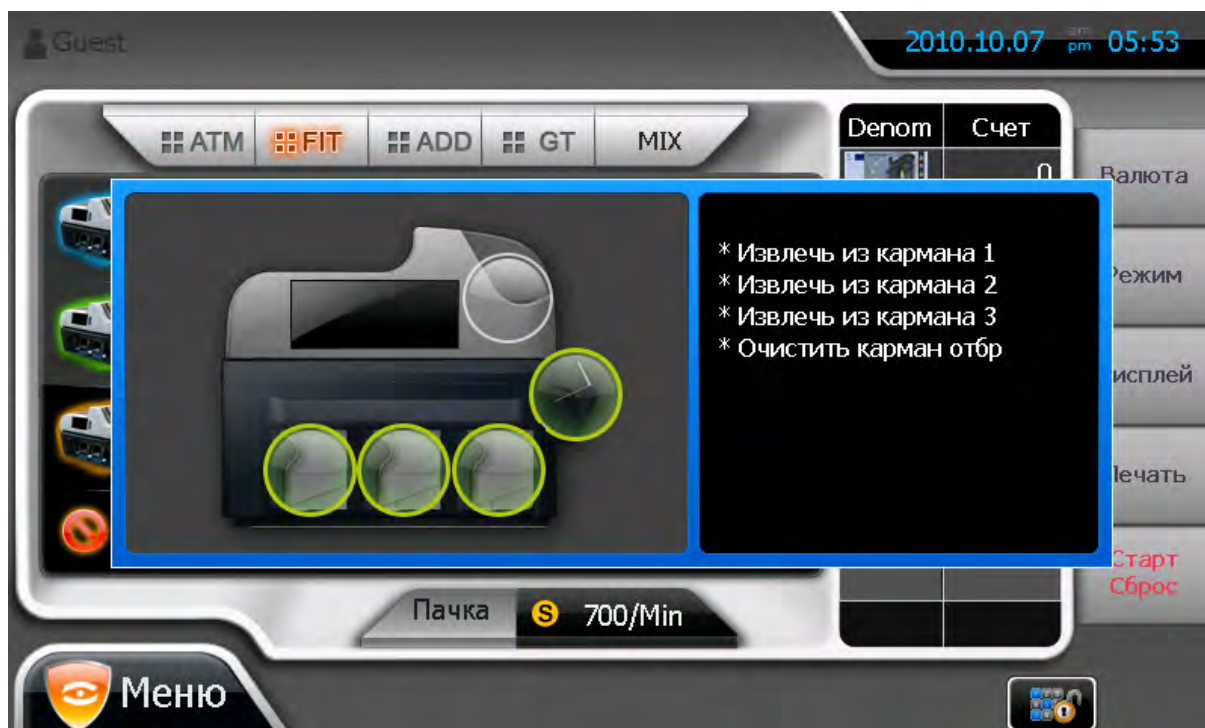 Guest
2010.10.07 am pm 05:53
ATM FIT ADD GT MIX
Denom Счет
0
Валюта
Режим
* Извлечь из кармана 1
* Извлечь из кармана 2
* Извлечь из кармана 3
* Очистить карман отбр
исплей
Печать
Старт
Сброс
Пачка S 700/Min
Меню